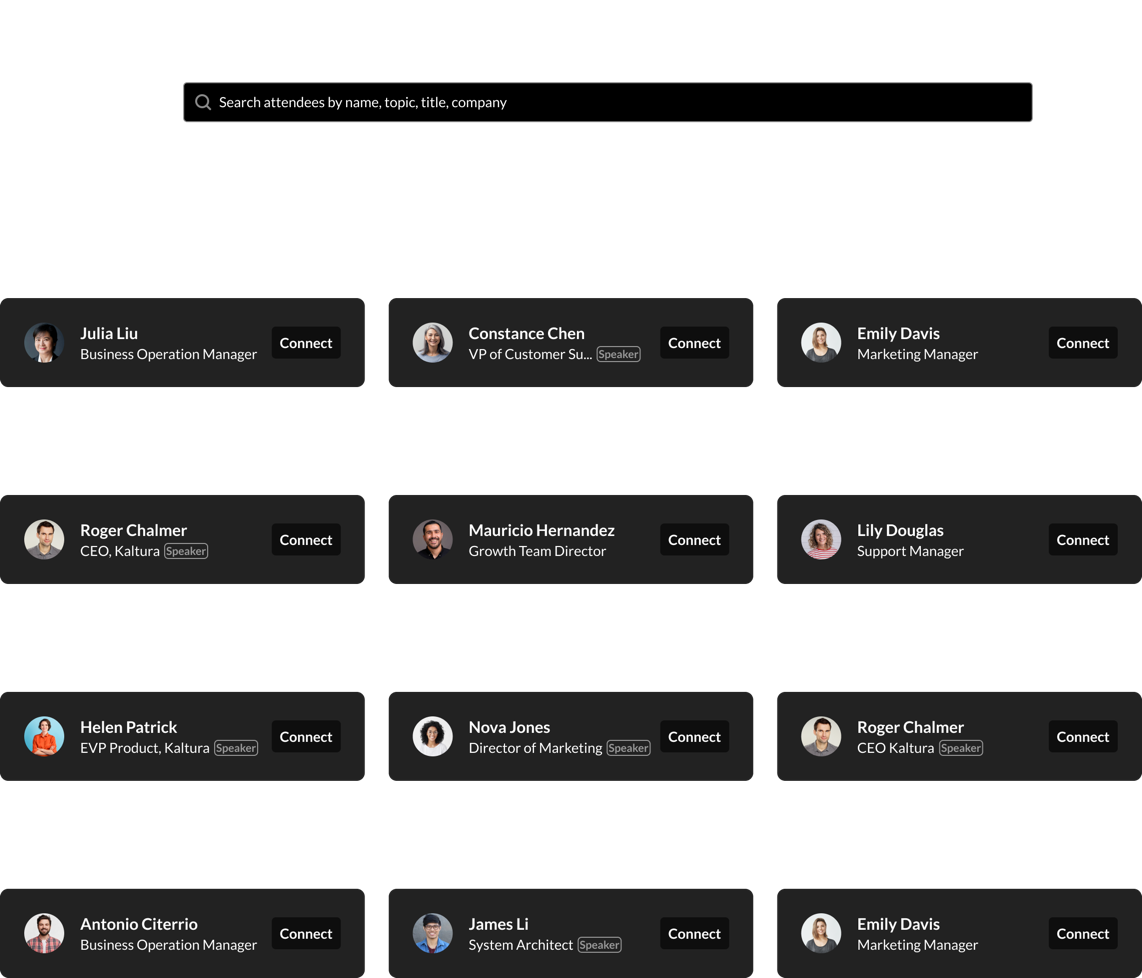 Search attendees by name, topic, title, company
Julia Liu
Business Operation Manager
Connect
Constance Chen
VP of Customer Su... Speaker
Connect
Emily Davis
Marketing Manager
Connect
Roger Chalmer
CEO, Kaltura Speaker
Connect
Mauricio Hernandez
Growth Team Director
Connect
Lily Douglas
Support Manager
Connect
Helen Patrick
EVP Product, Kaltura Speaker
Connect
Nova Jones
Director of Marketing Speaker
Connect
Roger Chalmer
CEO Kaltura Speaker
Connect
Antonio Citerrio
Business Operation Manager
Connect
James Li
System Architect Speaker
Connect
Emily Davis
Marketing Manager
Connect